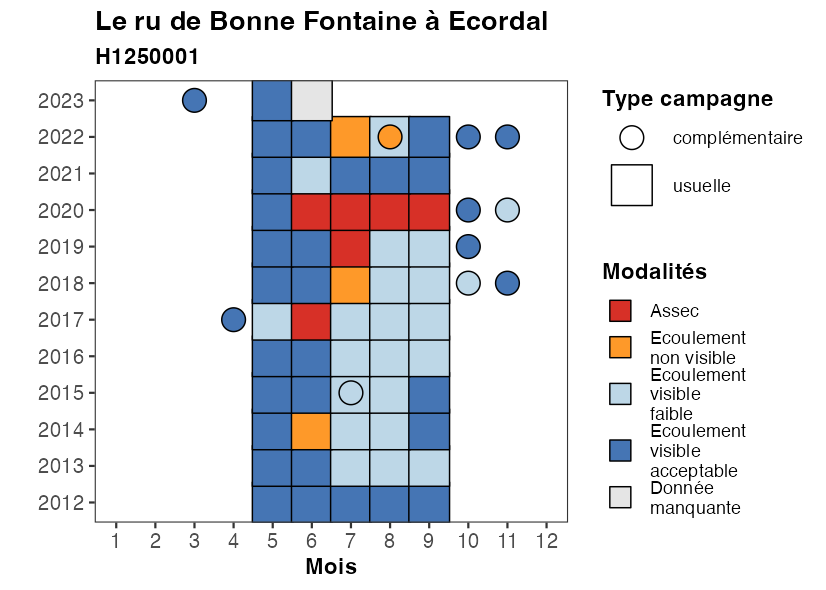 Le ru de Bonne Fontaine à Ecordal
H1250001
2023
2022
2021
2020
2019
2018
2017
2016
2015
2014
2013
2012
1 2 3 4 5 6 7 8 9 10 11 12
Mois
Type campagne
complémentaire
usuelle
Modalités
Assec
Ecoulement
non visible
Ecoulement
visible
faible
Ecoulement
visible
acceptable
Donnée
manquante